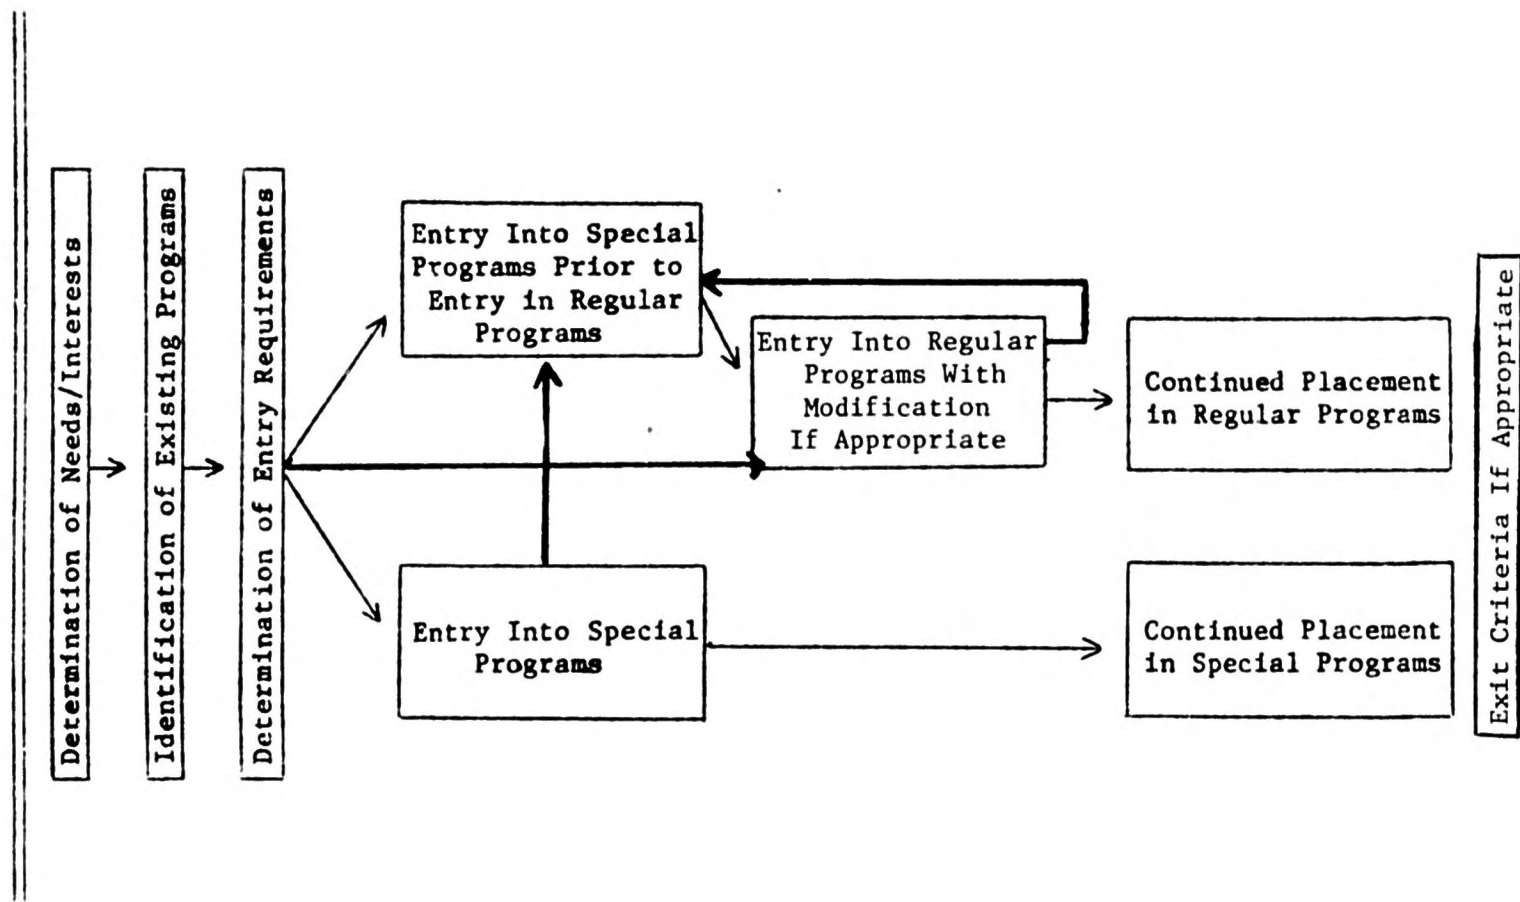 Determination of Needs/Interests
Identification of Existing Programs
Determination of Entry Requirements
Entry Into Special
Programs Prior to
Entry in Regular
Programs
Entry Into Regular
Programs With
Modification
If Appropriate
Continued Placement
in Regular Programs
Entry Into Special
Programs
Continued Placement
in Special Programs
Exit Criteria If Appropriate